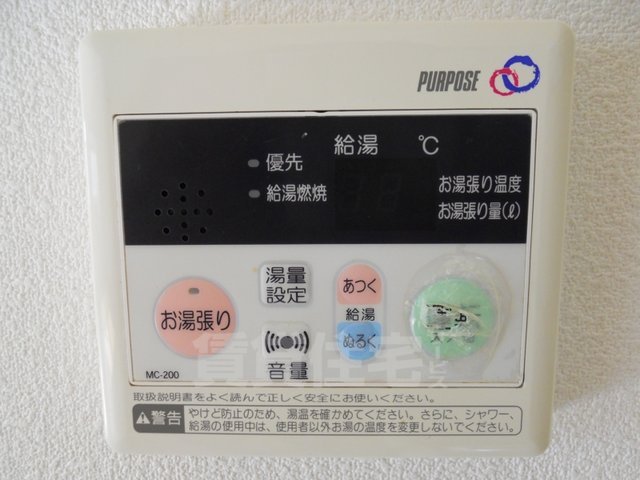 PURPOSE
給湯 ℃
優先
給湯燃焼
お湯張り温度
お湯張り量(ℓ)
お湯張り
湯量
設定
音量
あつく
給湯
ぬるく
MC-200
取扱説明書をよく読んで正しく安全にお使いください。
警告
やけど防止のため、湯温を確かめてください。さらに、シャワー、
給湯の使用中は、使用者以外お湯の温度を変更しないでください。